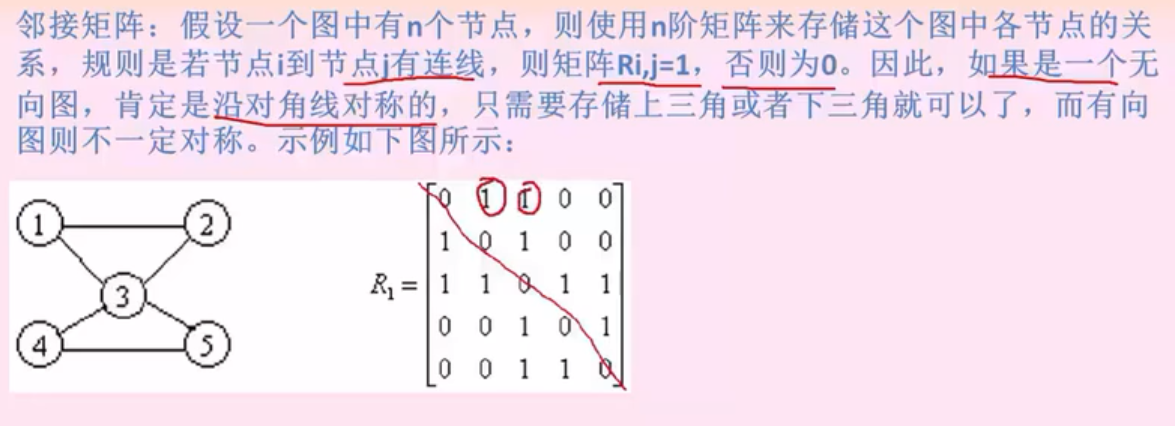 邻接矩阵：假设一个图中有n个节点，则使用n阶矩阵来存储这个图中各节点的关
系，规则是若节点i到节点j有连线，则矩阵Ri,j=1，否则为0。因此，如果是一个无
向图，肯定是沿对角线对称的，只需要存储上三角或者下三角就可以了，而有向
图则不一定对称。示例如下图所示：
1 2
3
4 5
R₁ =
0 1 1 0 0
1 0 1 0 0
1 1 0 1 1
0 0 1 0 1
0 0 1 1 0